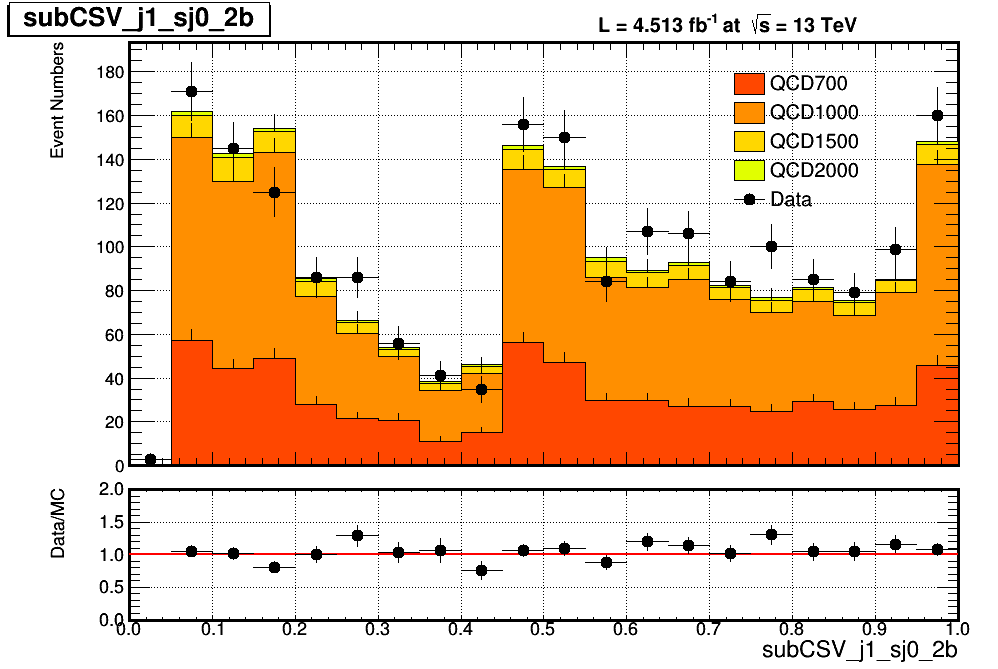 subCSV_j1_sj0_2b
L = 4.513 fb⁻¹ at √s = 13 TeV
Event Numbers
180
160
140
120
100
80
60
40
20
0
QCD700
QCD1000
QCD1500
QCD2000
Data
Data/MC
2.0
1.5
1.0
0.5
0.0
0.0 0.1 0.2 0.3 0.4 0.5 0.6 0.7 0.8 0.9 1.0
subCSV_j1_sj0_2b